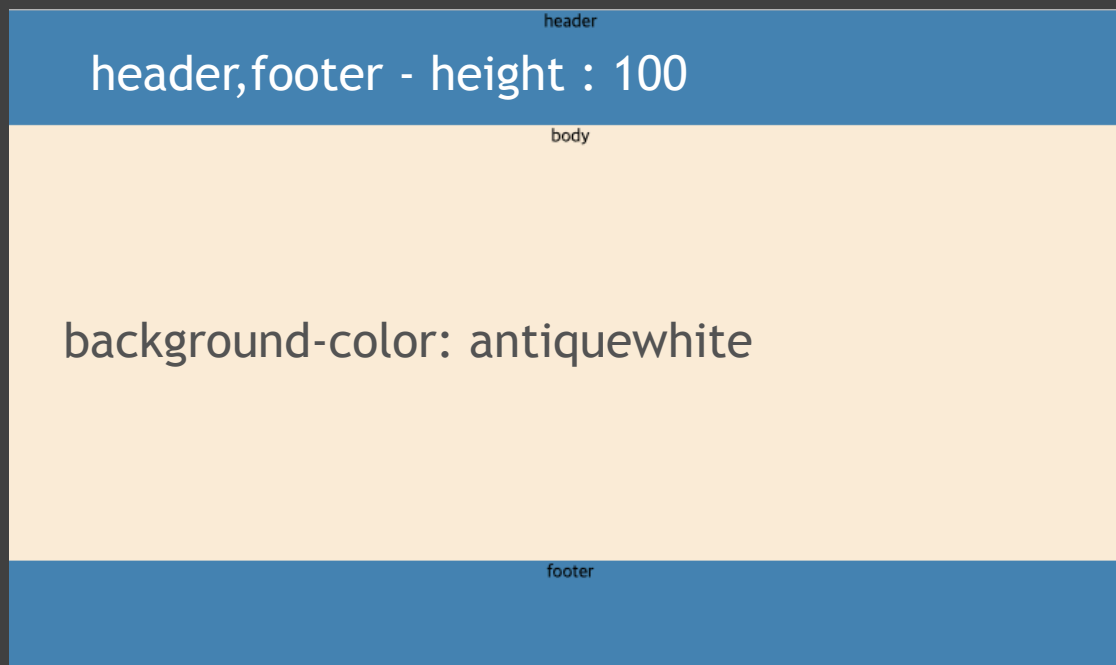 header
header,footer - height : 100
body
background-color: antiquewhite
footer